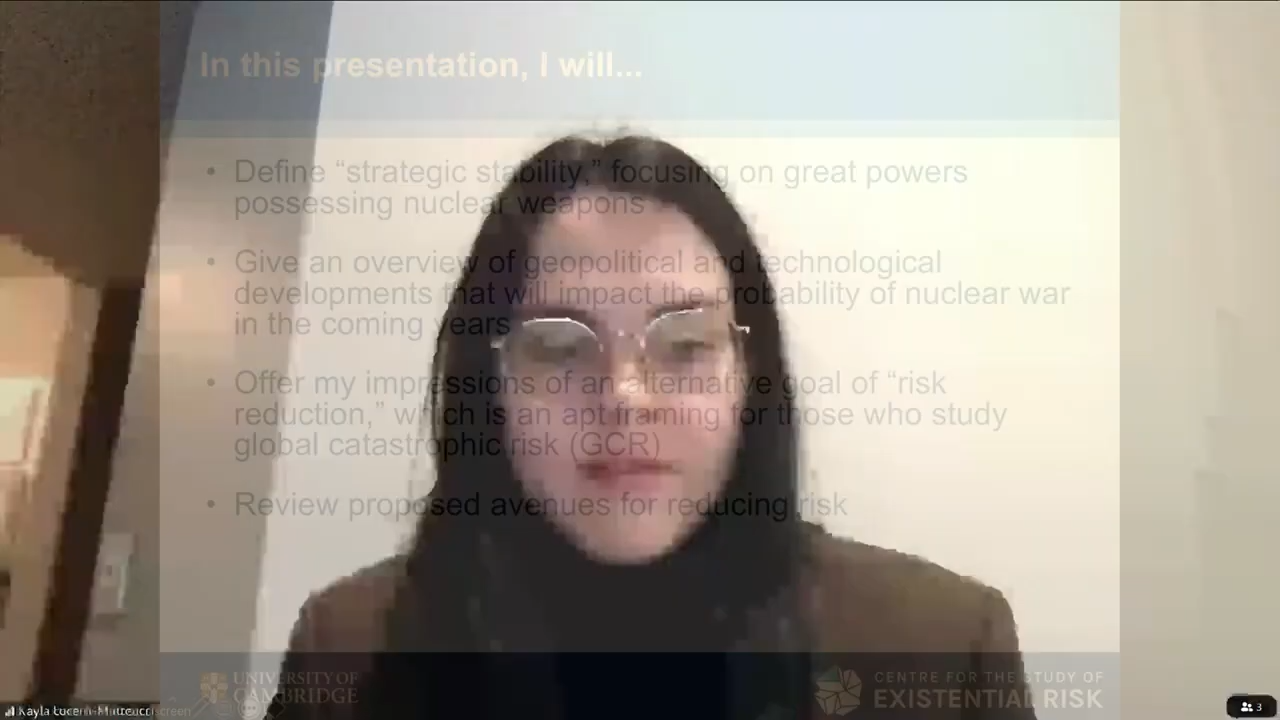 In this presentation, I will...
• Define “strategic stability,” focusing on great powers
possessing nuclear weapons
• Give an overview of geopolitical and technological
developments that will impact the probability of nuclear war
in the coming years
• Offer my impressions of an alternative goal of “risk
reduction,” which is an apt framing for those who study
global catastrophic risk (GCR)
• Review proposed avenues for reducing risk
UNIVERSITY OF
CAMBRIDGE
CENTRE FOR THE STUDY OF
EXISTENTIAL RISK
Kayla
3